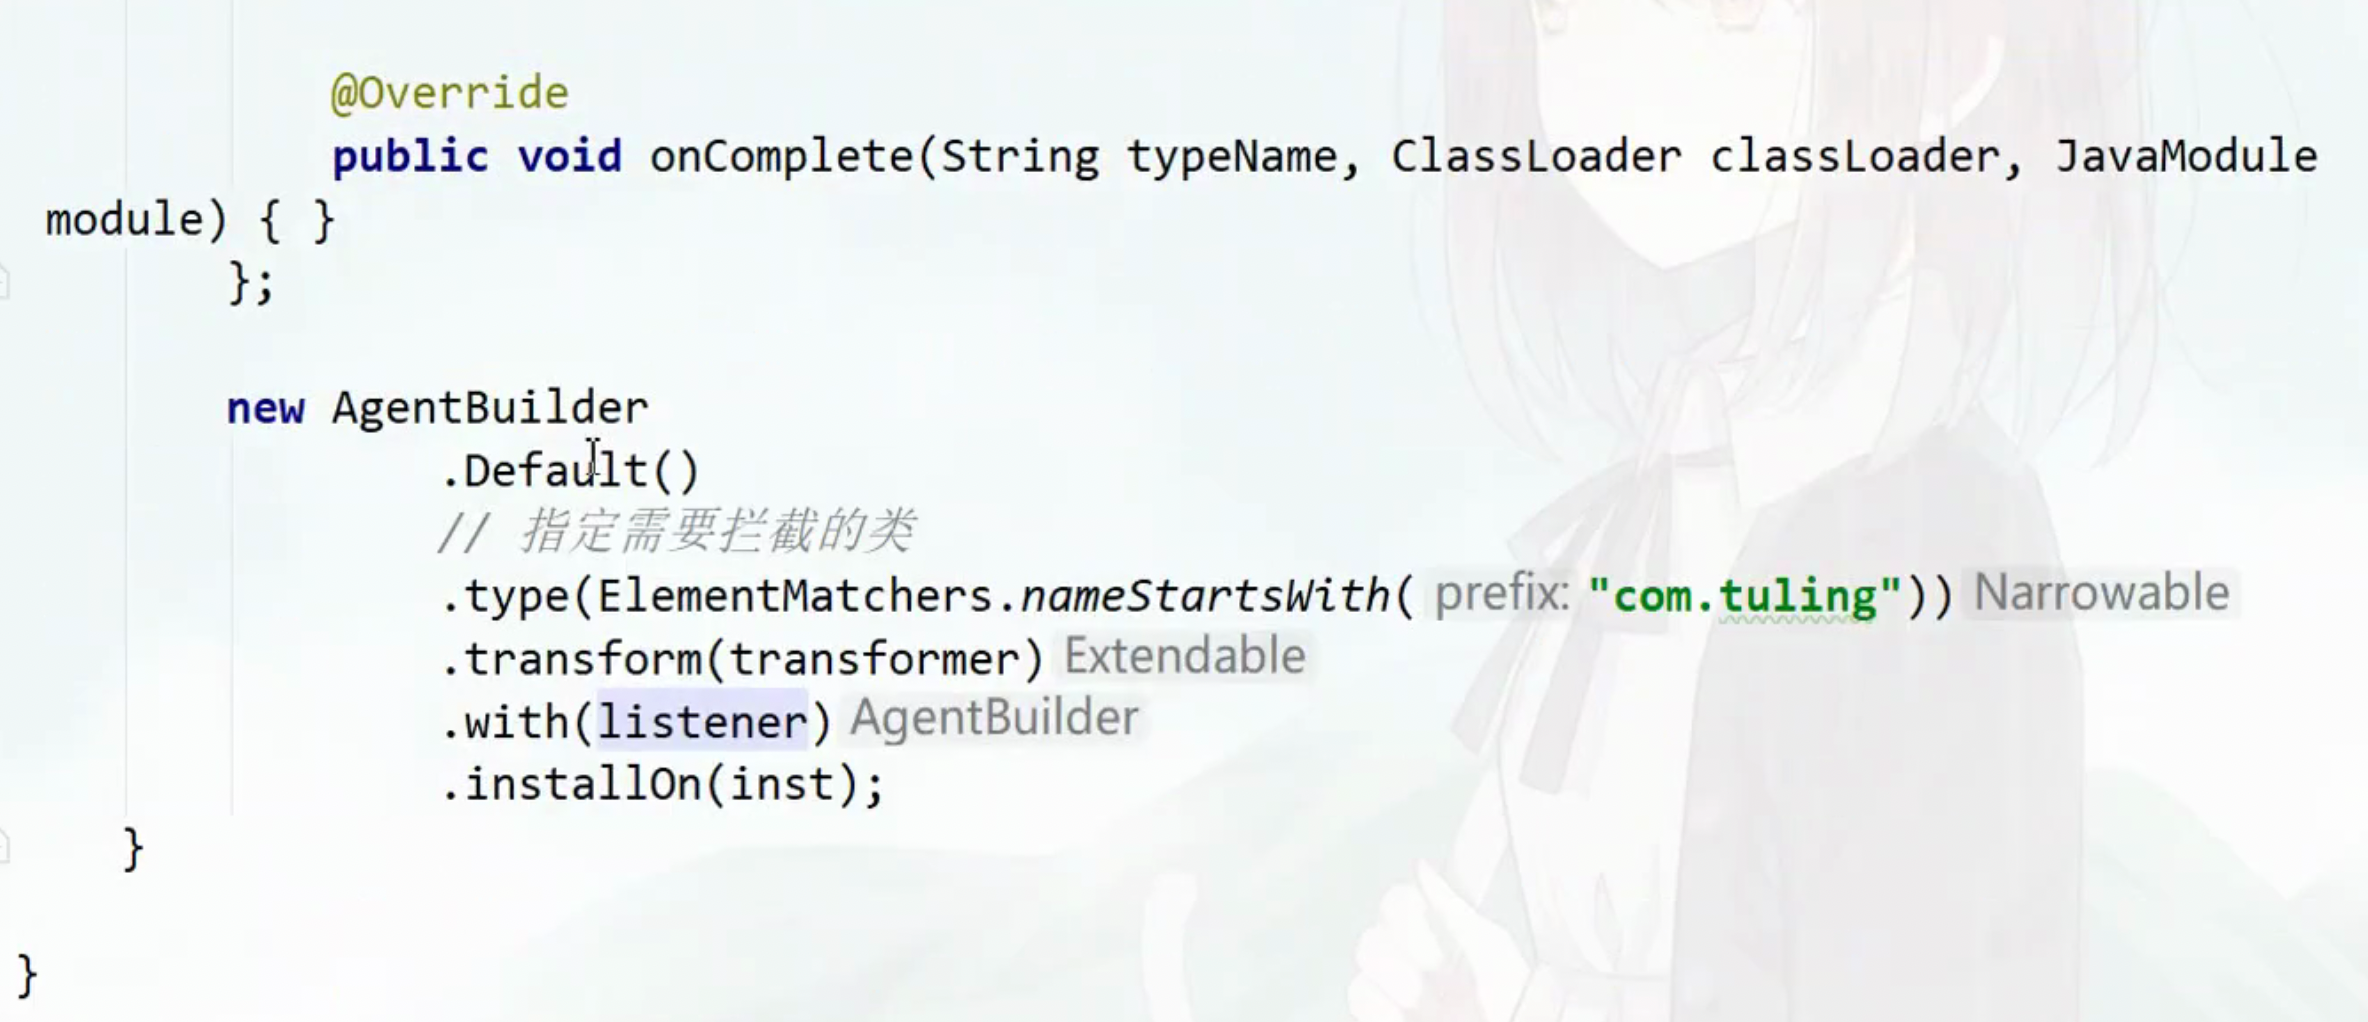 @Override
public void onComplete(String typeName, ClassLoader classLoader, JavaModule
module) { }
};
new AgentBuilder
.Default()
// 指定需要拦截的类
.type(ElementMatchers.nameStartsWith( prefix: "com.tuling")) Narrowable
.transform(transformer) Extendable
.with(listener) AgentBuilder
.installOn(inst);
}
}